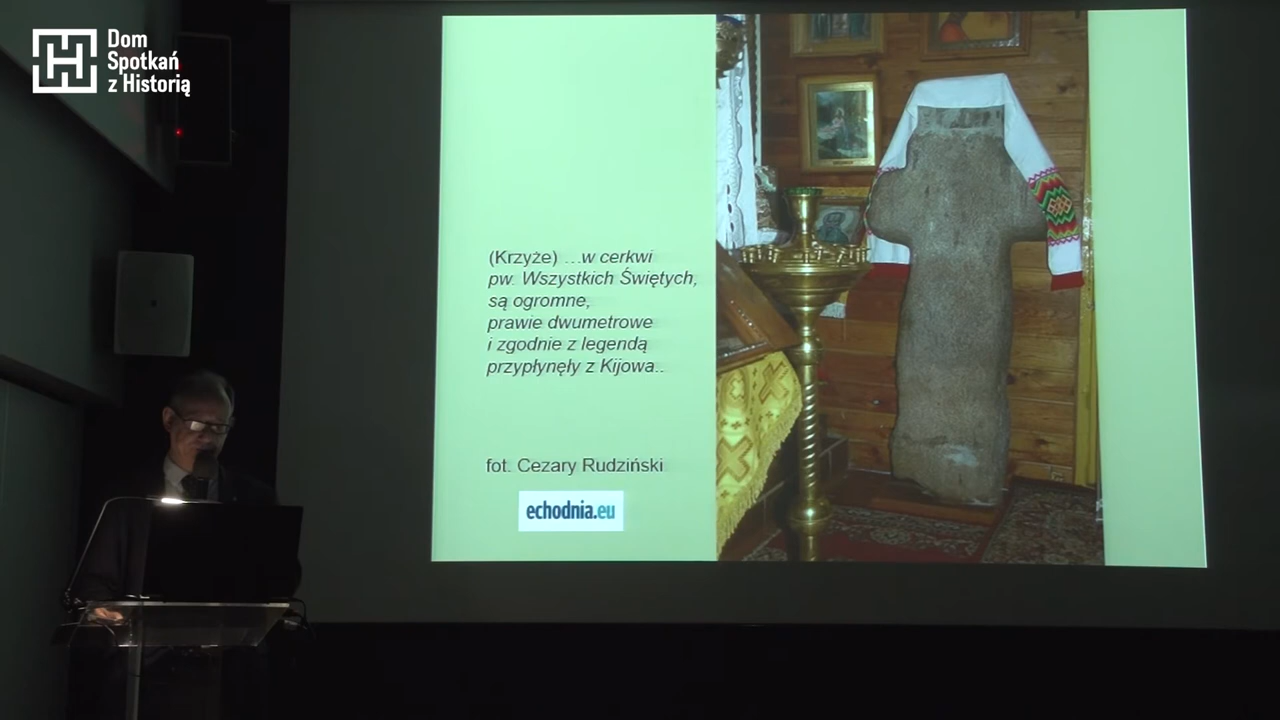 Dom
Spotkań
z Historią
(Krzyże) …w cerkwi
pw. Wszystkich Świętych,
są ogromne,
prawie dwumetrowe
i zgodnie z legendą
przypłynęły z Kijowa..
fot. Cezary Rudziński
echodnia.eu